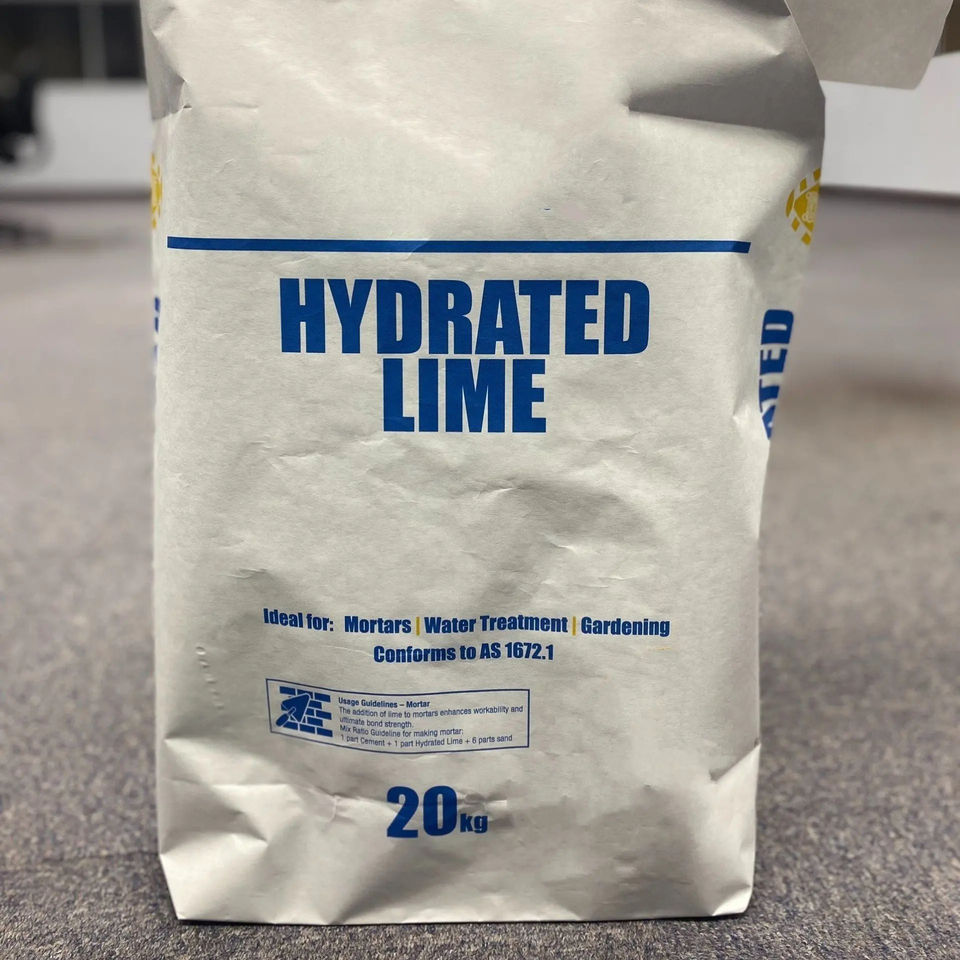 HYDRATED
LIME
Ideal for: Mortars | Water Treatment | Gardening
Conforms to AS 1672.1
Usage Guidelines – Mortar
The addition of lime to mortars enhances workability and
ultimate bond strength.
Mix Ratio Guideline for making mortar:
1 part Cement + 1 part Hydrated Lime + 6 parts sand
20kg